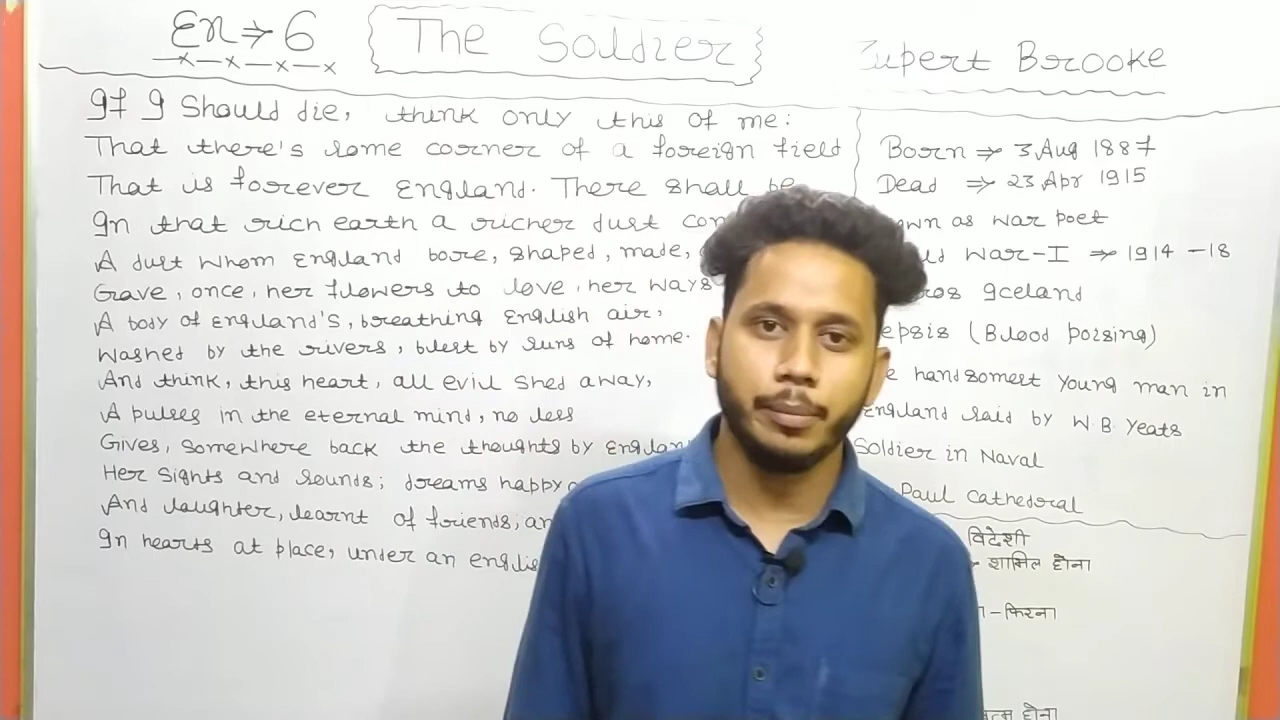 En → 6
The Soldier
Rupert Brooke
If I Should die, think only this of me:
That there's some corner of a foreign field
That is forever England. There shall be
In that rich earth a richer dust con
A dust whom England bore, shaped, made,
Gave, once, her flowers to love, her ways
A body of England's, breathing English air,
Washed by the rivers, blest by suns of home.
And think, this heart, all evil shed away,
A pulses in the eternal mind, no less
Gives, somewhere back the thoughts by Englan
Her sights and sounds; dreams happy
And laughter, learnt of friends; an
In hearts at place, under an englis
Born ⇒ 3 Aug 1887
Dead ⇒ 23 Apr 1915
wn as war poet
ld War-I ⇒ 1914 -18
ros Iceland
epsis (Blood Poising)
e handsomest young man in
England said by W.B. Yeats
Soldier in Naval
Paul Cathedral
विदेशी
- शामिल होना
-फिरना
त्म होना